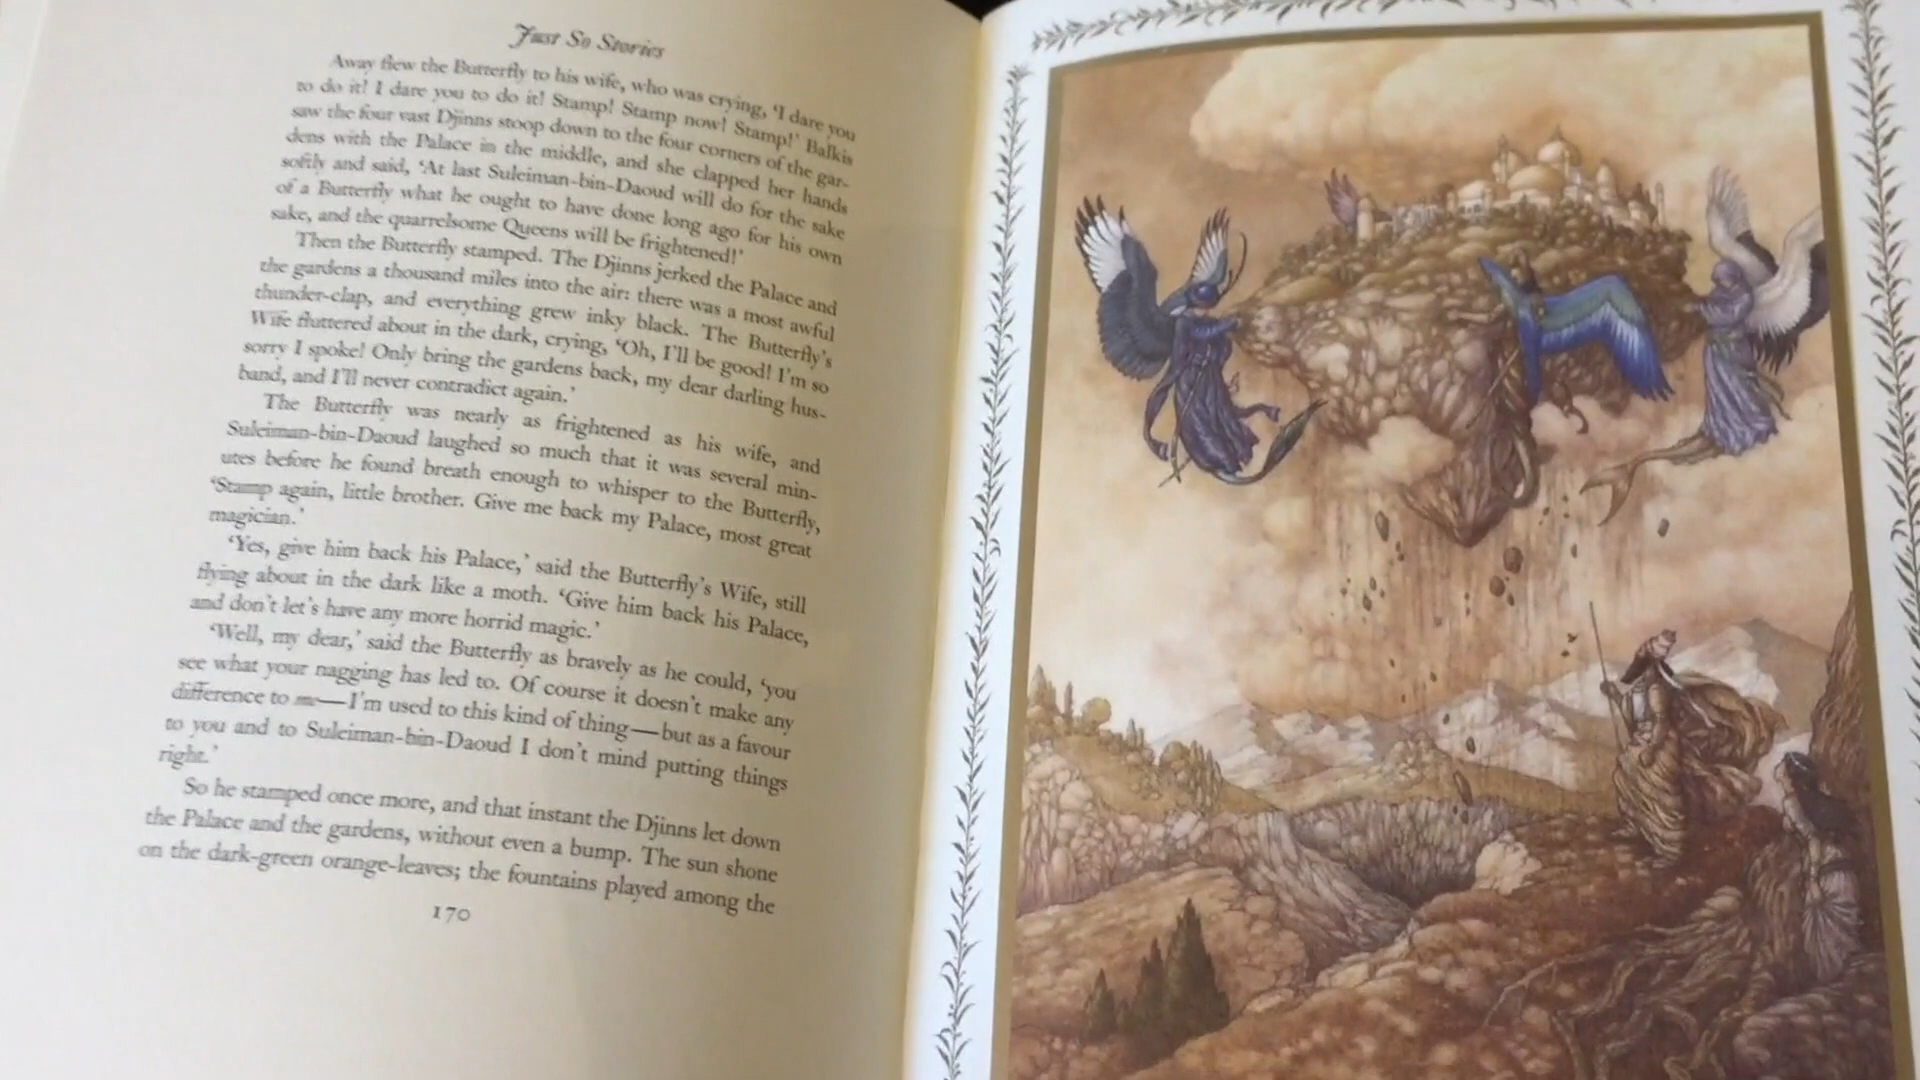 Just So Stories
Away flew the Butterfly to his wife, who was crying, ‘I dare you
to do it! I dare you to do it! Stamp! Stamp now! Stamp!’ Balkis
saw the four vast Djinns stoop down to the four corners of the gar-
dens with the Palace in the middle, and she clapped her hands
softly and said, ‘At last Suleiman-bin-Daoud will do for the sake
of a Butterfly what he ought to have done long ago for his own
sake, and the quarrelsome Queens will be frightened!’
Then the Butterfly stamped. The Djinns jerked the Palace and
the gardens a thousand miles into the air: there was a most awful
thunder-clap, and everything grew inky black. The Butterfly’s
Wife fluttered about in the dark, crying, ‘Oh, I’ll be good! I’m so
sorry I spoke! Only bring the gardens back, my dear darling hus-
band, and I’ll never contradict again.’
The Butterfly was nearly as frightened as his wife, and
Suleiman-bin-Daoud laughed so much that it was several min-
utes before he found breath enough to whisper to the Butterfly,
‘Stamp again, little brother. Give me back my Palace, most great
magician.’
‘Yes, give him back his Palace,’ said the Butterfly’s Wife, still
flying about in the dark like a moth. ‘Give him back his Palace,
and don’t let’s have any more horrid magic.’
‘Well, my dear,’ said the Butterfly as bravely as he could, ‘you
see what your nagging has led to. Of course it doesn’t make any
difference to me—I’m used to this kind of thing—but as a favour
to you and to Suleiman-bin-Daoud I don’t mind putting things
right.’
So he stamped once more, and that instant the Djinns let down
the Palace and the gardens, without even a bump. The sun shone
on the dark-green orange-leaves; the fountains played among the
170